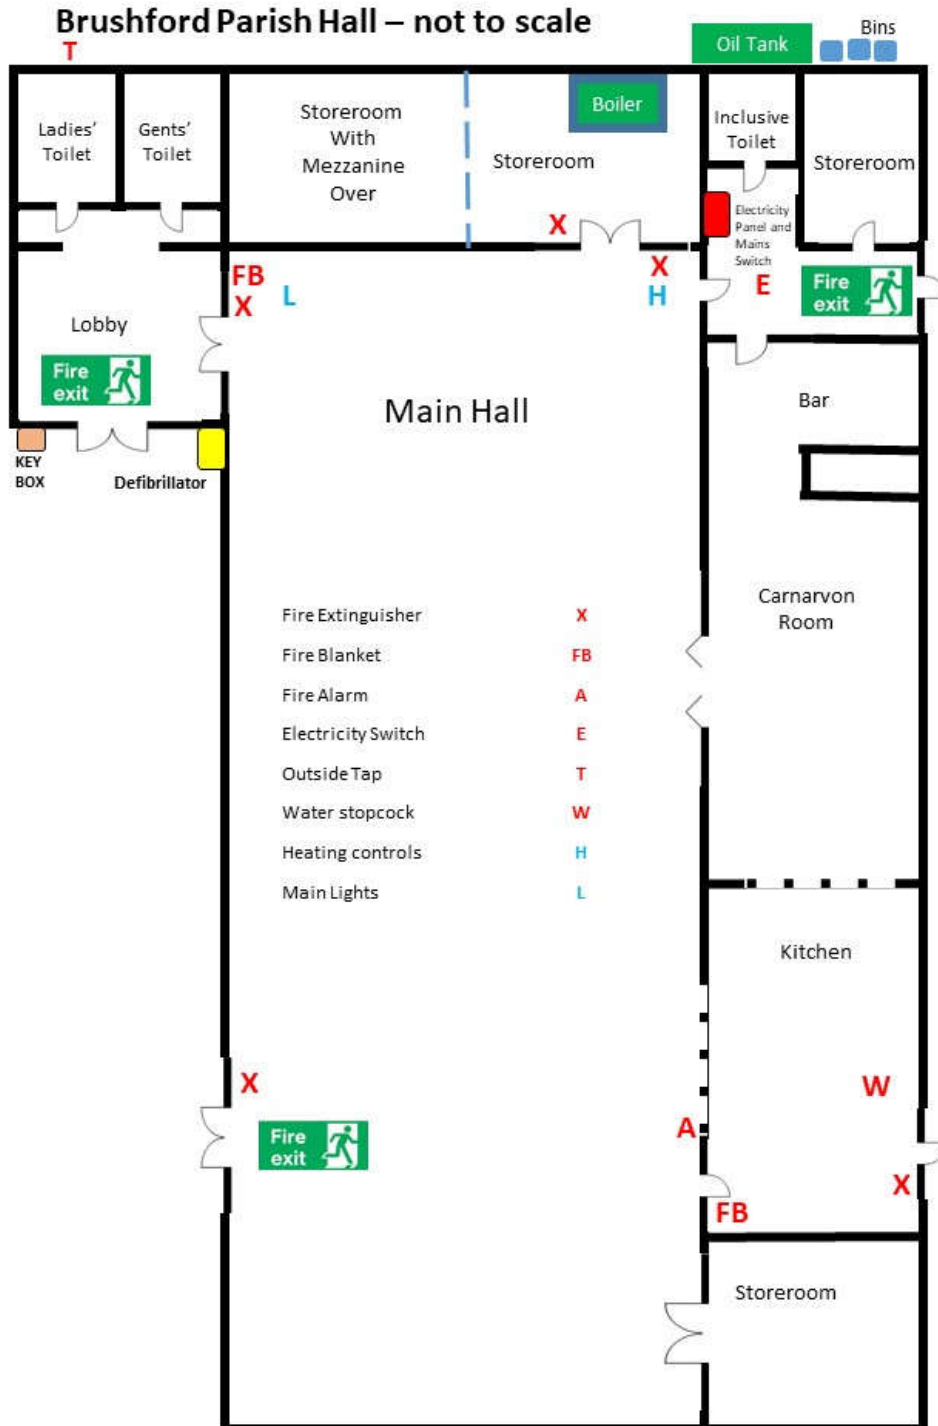 Brushford Parish Hall – not to scale
T
Oil Tank
Bins
Ladies'
Toilet
Gents'
Toilet
Storeroom
With
Mezzanine
Over
Storeroom
Boiler
Inclusive
Toilet
Storeroom
Electricity
Panel and
Mains
Switch
X
FB
X
L
X
H
E
Fire
exit
Lobby
Fire
exit
Main Hall
Bar
KEY
BOX
Defibrillator
Carnarvon
Room
Fire Extinguisher X
Fire Blanket FB
Fire Alarm A
Electricity Switch E
Outside Tap T
Water stopcock W
Heating controls H
Main Lights L
Kitchen
X
W
Fire
exit
A
X
FB
Storeroom